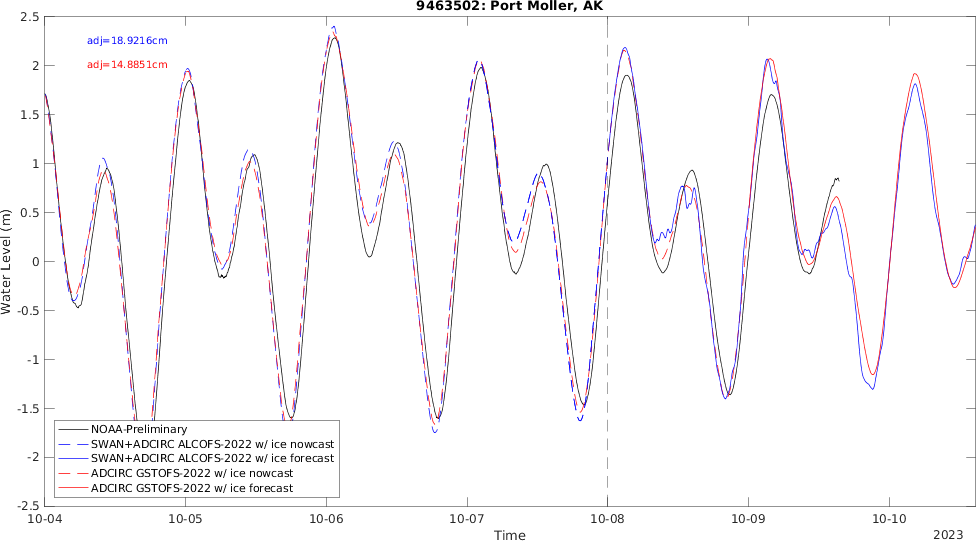 9463502: Port Moller, AK
adj=18.9216cm
adj=14.8851cm
2.5
2
1.5
1
0.5
0
-0.5
-1
-1.5
-2
-2.5
Water Level (m)
NOAA-Preliminary
SWAN+ADCIRC ALCOFS-2022 w/ ice nowcast
SWAN+ADCIRC ALCOFS-2022 w/ ice forecast
ADCIRC GSTOFS-2022 w/ ice nowcast
ADCIRC GSTOFS-2022 w/ ice forecast
10-04 10-05 10-06 10-07 10-08 10-09 10-10
Time
2023